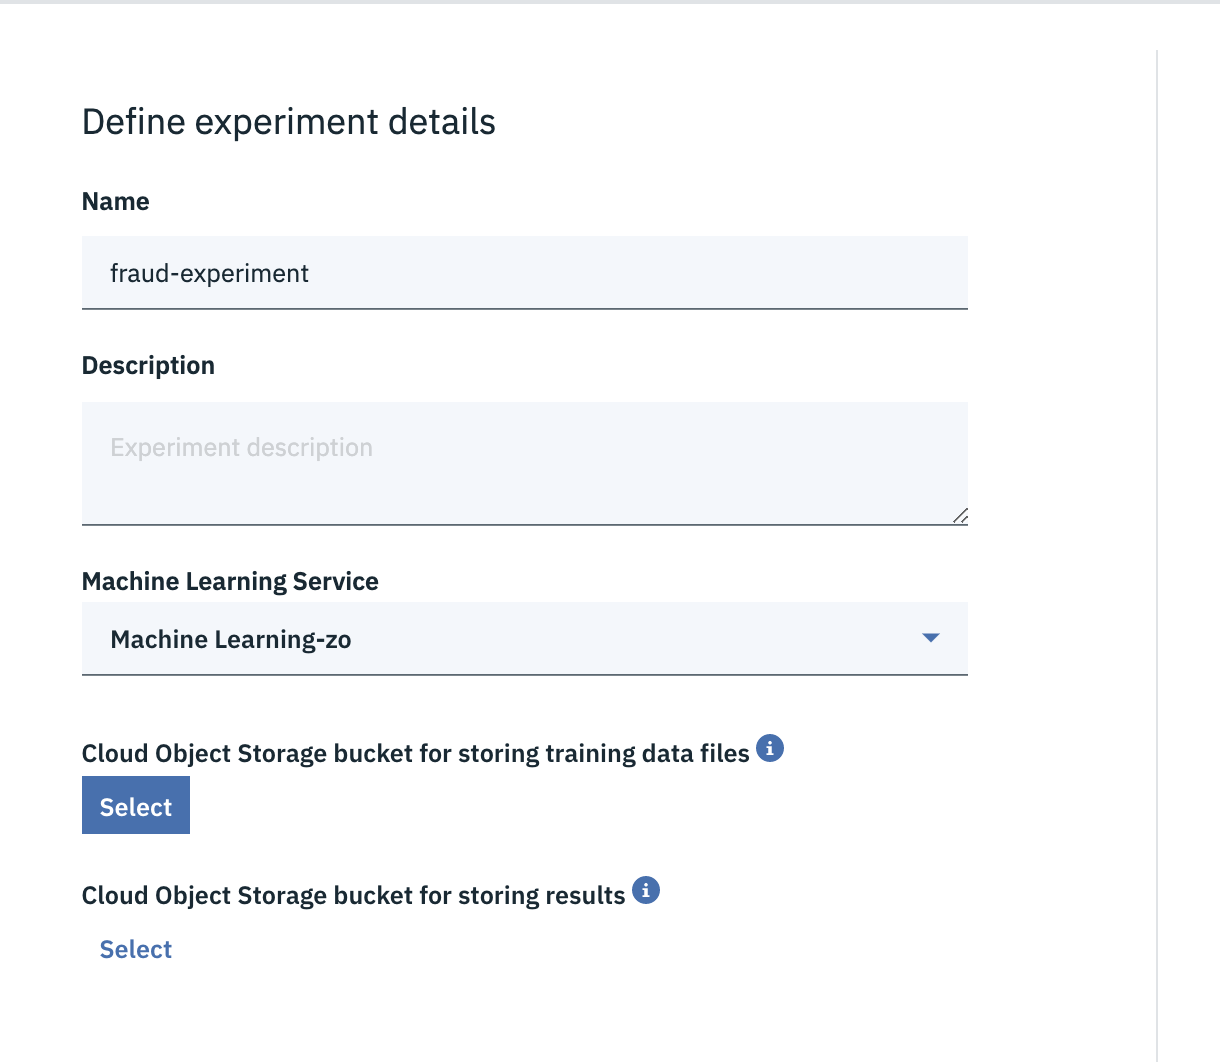 Define experiment details
Name
fraud-experiment
Description
Experiment description
Machine Learning Service
Machine Learning-zo
Cloud Object Storage bucket for storing training data files i
Select
Cloud Object Storage bucket for storing results i
Select